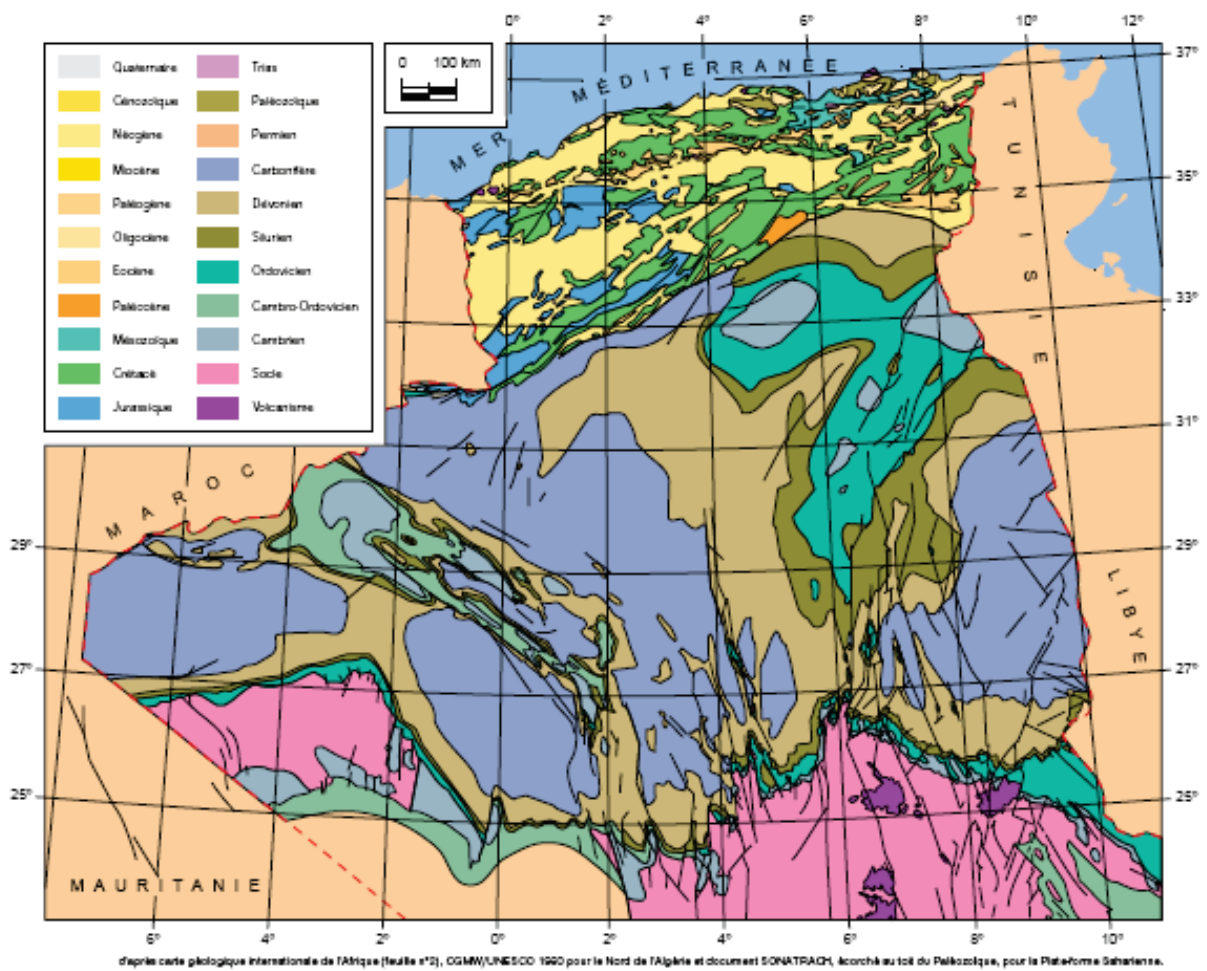 0° 2° 4° 6° 8° 10° 12°
Quaternaire
Cénozoïque
Néogène
Miocène
Paléogène
Oligocène
Eocène
Paléocène
Mésozoïque
Crétacé
Jurassique
Trias
Paléozoïque
Permien
Carbonifère
Dévonien
Silurien
Ordovicien
Cambro-Ordovicien
Cambrien
Socle
Volcanisme
0 100 km
MER MÉDITERRANÉE
TUNISIE
MAROC
LIBYE
MAURITANIE
37°
35°
33°
31°
29°
27°
25°
29°
27°
25°
6° 4° 2° 0° 2° 4° 6° 8° 10°
d'après carte géologique internationale de l'Afrique (feuille n°2), CGMW/UNESCO 1990 pour le Nord de l'Algérie et document SONATRACH, écorché au toit du Paléozoïque, pour la Plate-forme Saharienne.